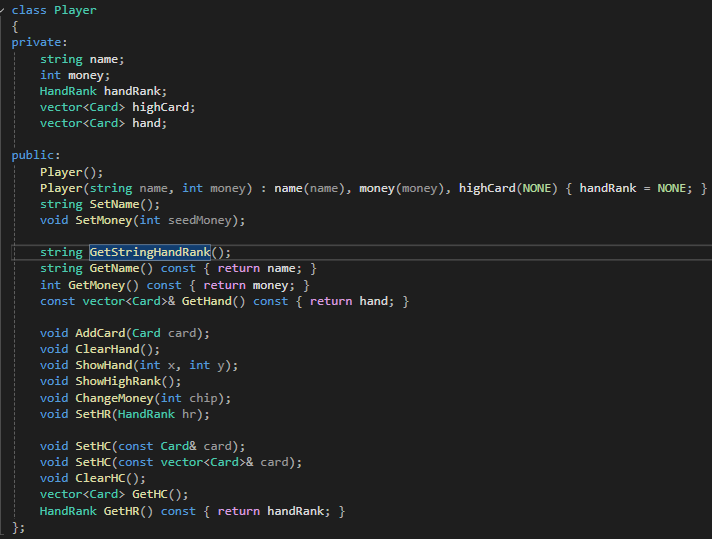 class Player
{
private:
string name;
int money;
HandRank handRank;
vector<Card> highCard;
vector<Card> hand;
public:
Player();
Player(string name, int money) : name(name), money(money), highCard(NONE) { handRank = NONE; }
string SetName();
void SetMoney(int seedMoney);
string GetStringHandRank();
string GetName() const { return name; }
int GetMoney() const { return money; }
const vector<Card>& GetHand() const { return hand; }
void AddCard(Card card);
void ClearHand();
void ShowHand(int x, int y);
void ShowHighRank();
void ChangeMoney(int chip);
void SetHR(HandRank hr);
void SetHC(const Card& card);
void SetHC(const vector<Card>& card);
void ClearHC();
vector<Card> GetHC();
HandRank GetHR() const { return handRank; }
};